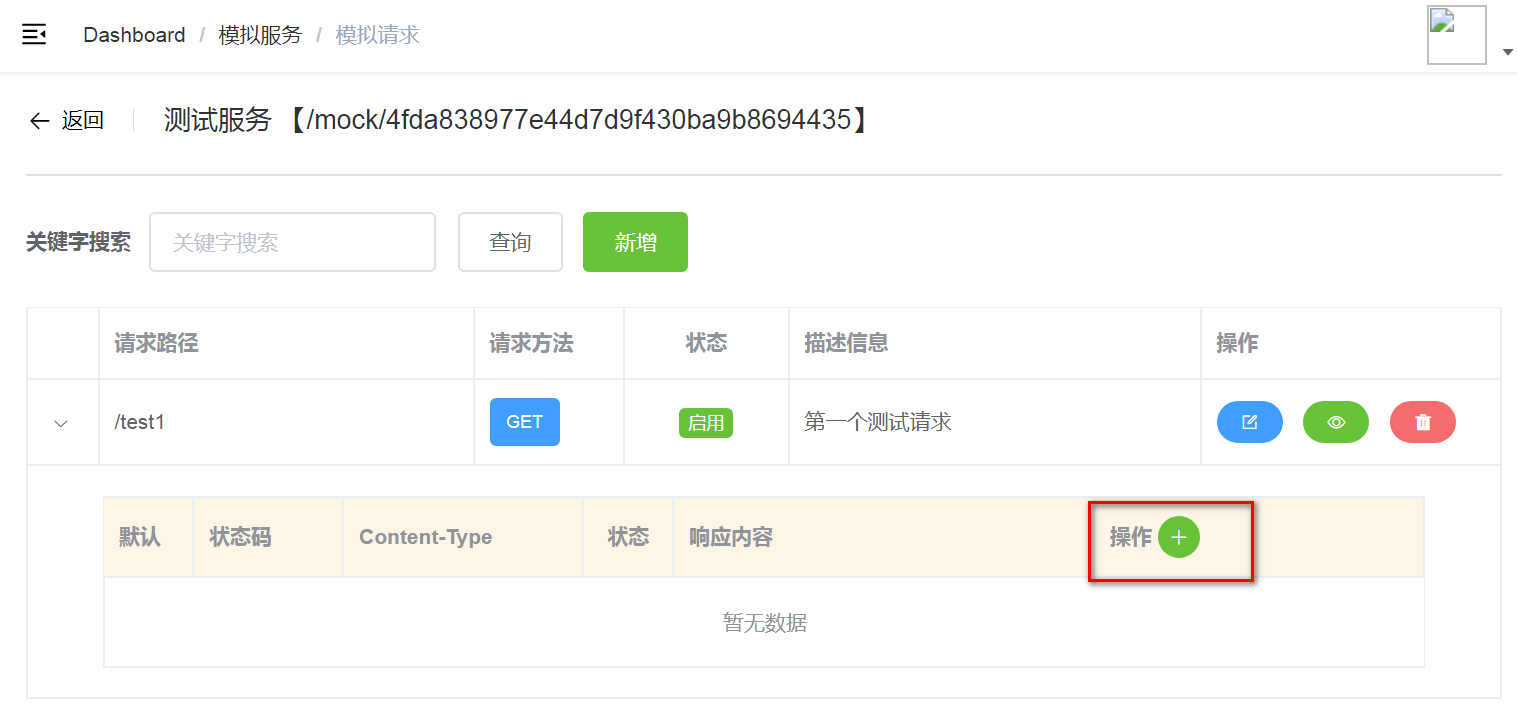 Dashboard / 模拟服务 / 模拟请求
返回 测试服务 【/mock/4fda838977e44d7d9f430ba9b8694435】
关键字搜索 关键字搜索 查询 新增
请求路径 请求方法 状态 描述信息 操作
/test1 GET 启用 第一个测试请求
默认 状态码 Content-Type 状态 响应内容 操作
暂无数据